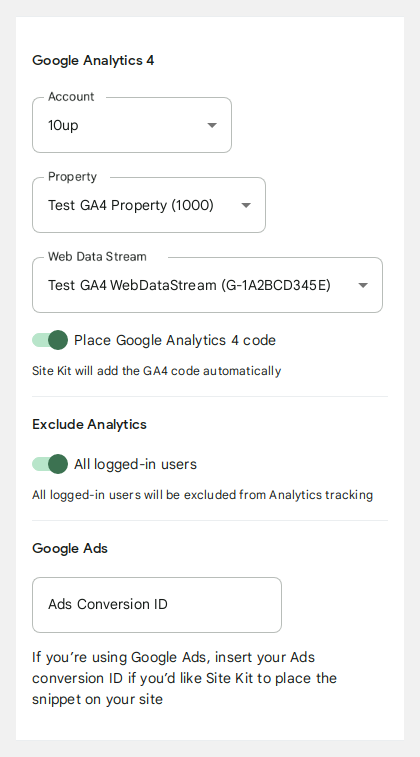 Google Analytics 4
Account
10up
Property
Test GA4 Property (1000)
Web Data Stream
Test GA4 WebDataStream (G-1A2BCD345E)
Place Google Analytics 4 code
Site Kit will add the GA4 code automatically
Exclude Analytics
All logged-in users
All logged-in users will be excluded from Analytics tracking
Google Ads
Ads Conversion ID
If you’re using Google Ads, insert your Ads
conversion ID if you’d like Site Kit to place the
snippet on your site